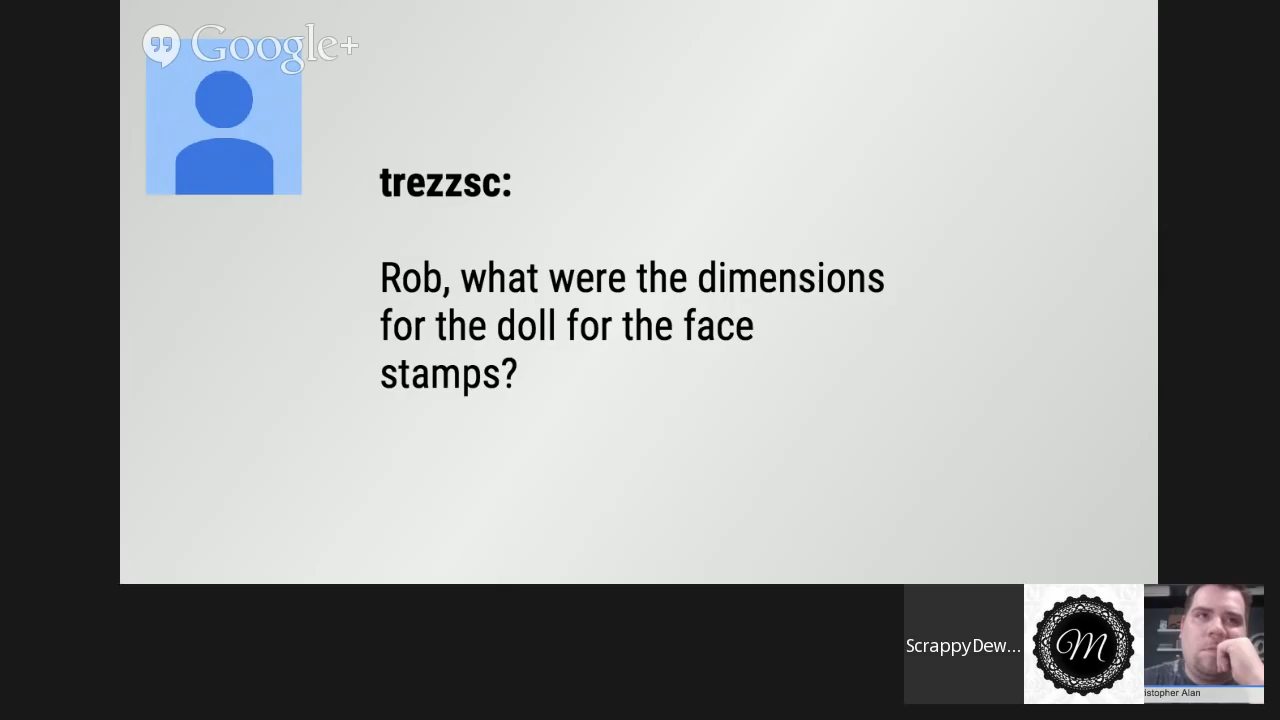 Google+
trezzsc:
Rob, what were the dimensions
for the doll for the face
stamps?
ScrappyDew...
M
istopher Alan